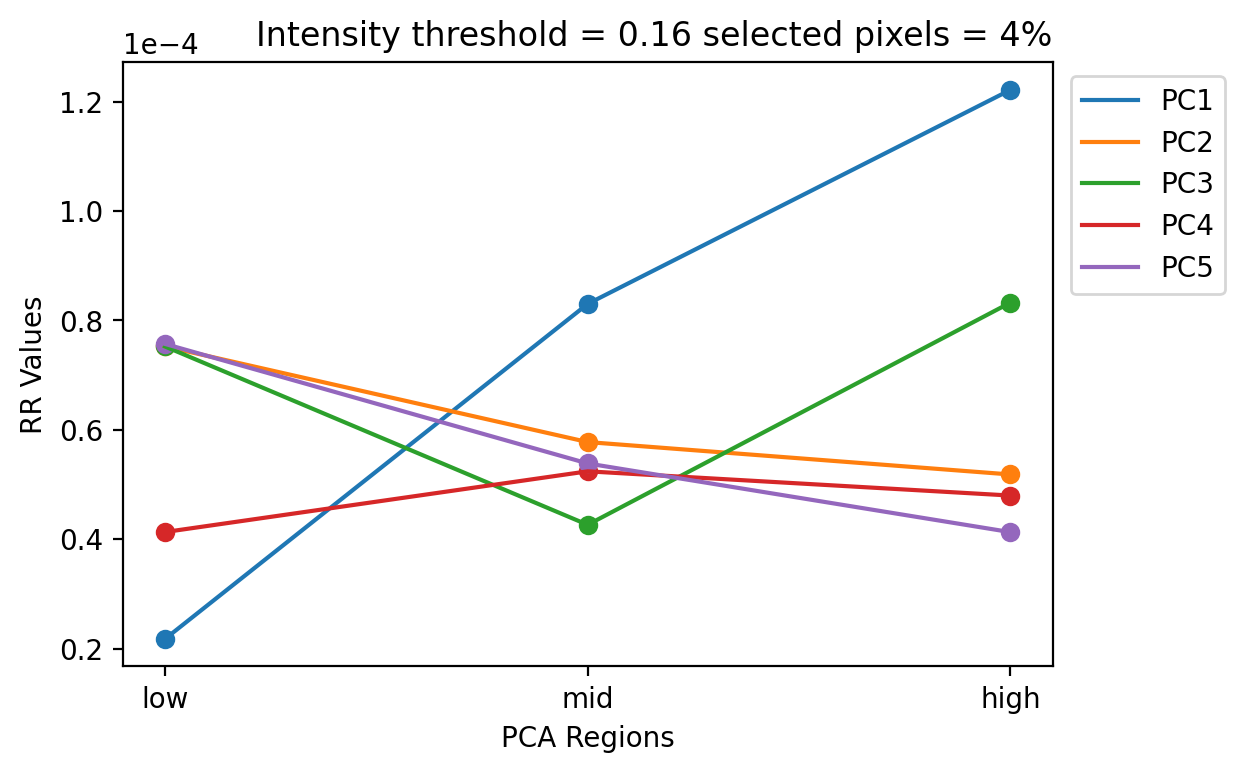 Intensity threshold = 0.16 selected pixels = 4%
1e−4
1.2
1.0
0.8
0.6
0.4
0.2
RR Values
low mid high
PCA Regions
PC1
PC2
PC3
PC4
PC5